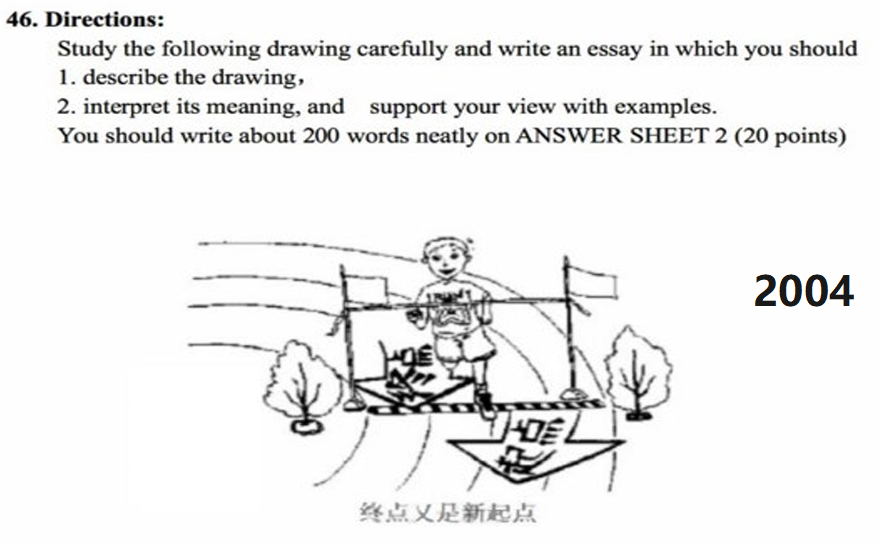 46. Directions:
Study the following drawing carefully and write an essay in which you should
1. describe the drawing,
2. interpret its meaning, and support your view with examples.
You should write about 200 words neatly on ANSWER SHEET 2 (20 points)
2004
终点
起点
终点又是新起点